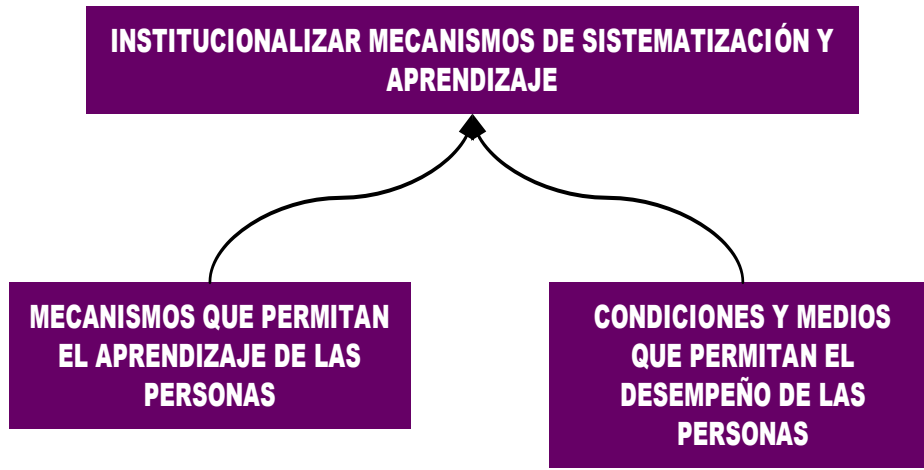 INSTITUCIONALIZAR MECANISMOS DE SISTEMATIZACIÓN Y
APRENDIZAJE
MECANISMOS QUE PERMITAN
EL APRENDIZAJE DE LAS
PERSONAS
CONDICIONES Y MEDIOS
QUE PERMITAN EL
DESEMPEÑO DE LAS
PERSONAS